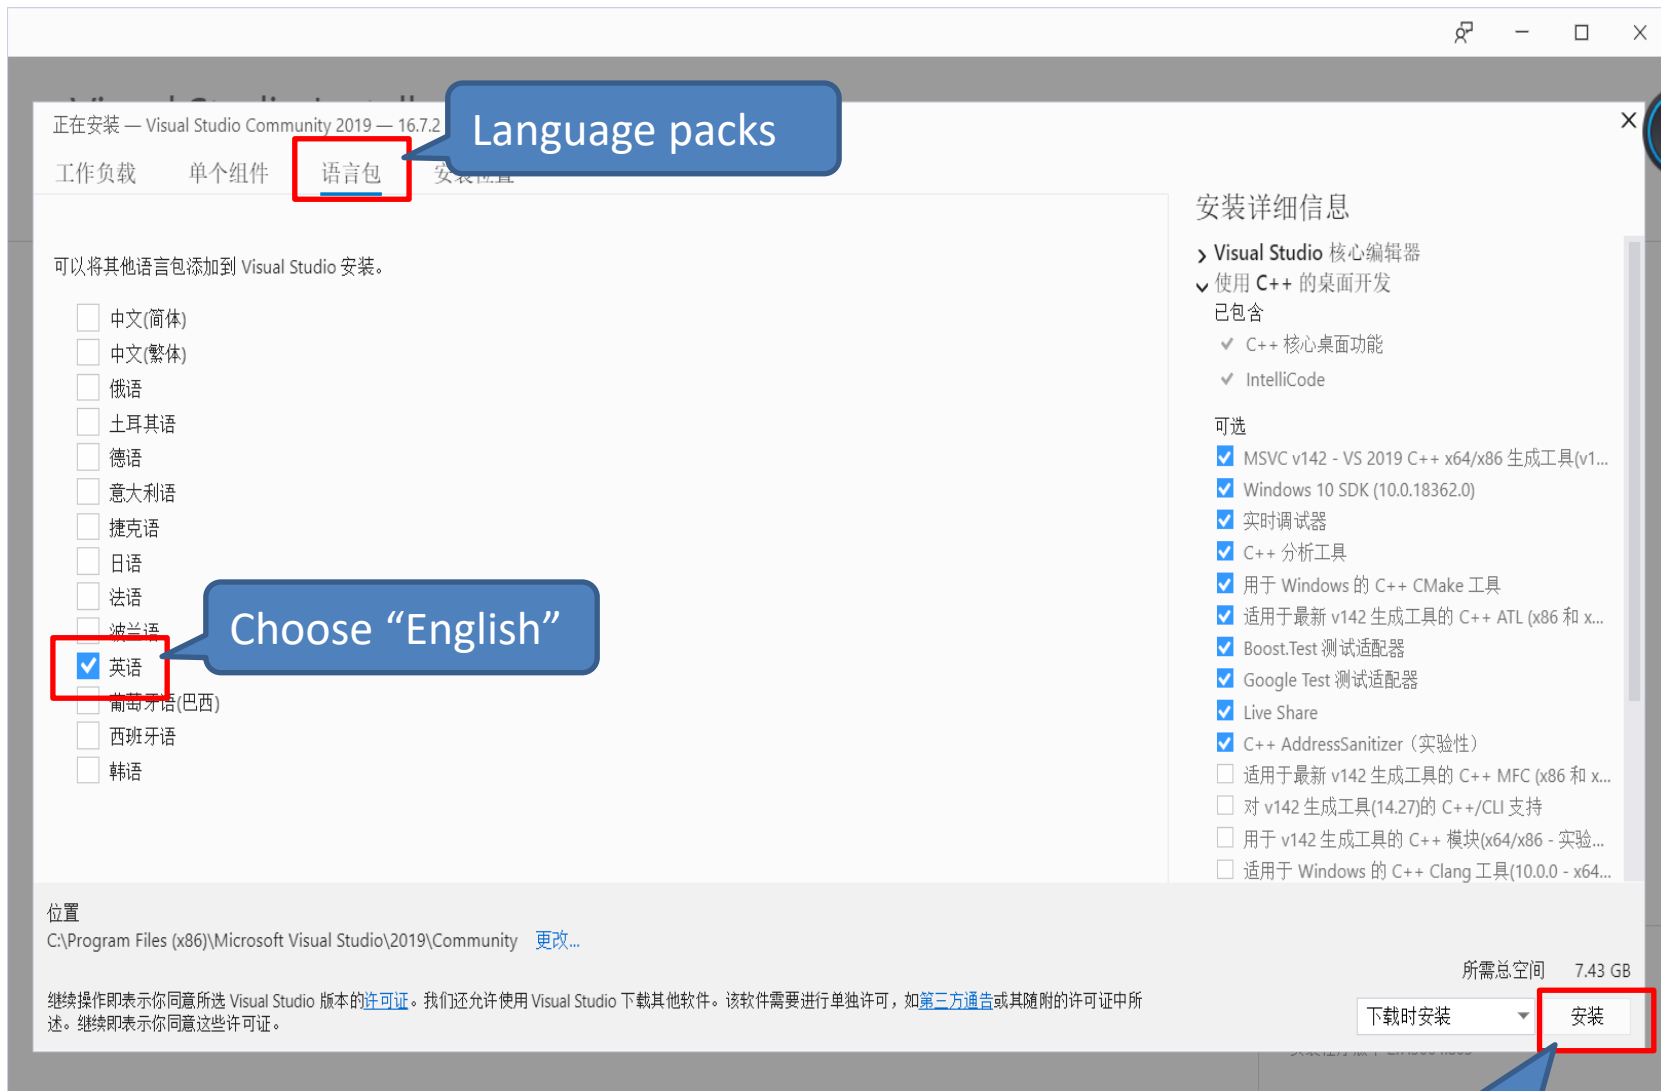 正在安装 — Visual Studio Community 2019 — 16.7.2
Language packs
工作负载 单个组件 语言包 安装位置
可以将其他语言包添加到 Visual Studio 安装。
中文(简体)
中文(繁体)
俄语
土耳其语
德语
意大利语
捷克语
日语
法语
波兰语
Choose “English”
英语
葡萄牙语(巴西)
西班牙语
韩语
安装详细信息
Visual Studio 核心编辑器
使用 C++ 的桌面开发
已包含
C++ 核心桌面功能
IntelliCode
可选
MSVC v142 - VS 2019 C++ x64/x86 生成工具(v1...
Windows 10 SDK (10.0.18362.0)
实时调试器
C++ 分析工具
用于 Windows 的 C++ CMake 工具
适用于最新 v142 生成工具的 C++ ATL (x86 和 x...
Boost.Test 测试适配器
Google Test 测试适配器
Live Share
C++ AddressSanitizer（实验性）
适用于最新 v142 生成工具的 C++ MFC (x86 和 x...
对 v142 生成工具(14.27)的 C++/CLI 支持
用于 v142 生成工具的 C++ 模块(x64/x86 - 实验...
适用于 Windows 的 C++ Clang 工具(10.0.0 - x64...
位置
C:\Program Files (x86)\Microsoft Visual Studio\2019\Community 更改...
所需总空间 7.43 GB
继续操作即表示你同意所选 Visual Studio 版本的许可证。我们还允许使用 Visual Studio 下载其他软件。该软件需要进行单独许可，如第三方通告或其随附的许可证中所
述。继续即表示你同意这些许可证。
下载时安装 安装